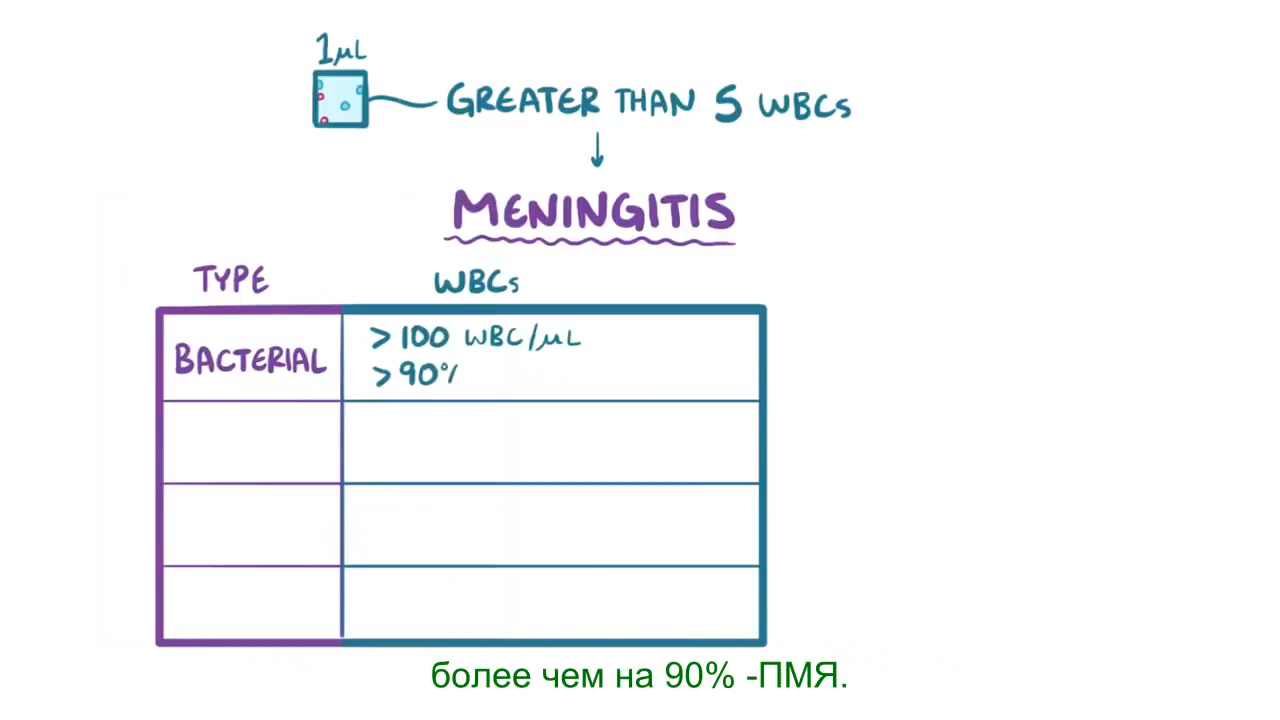 1µL
GREATER THAN 5 WBCs
MENINGITIS
TYPE WBCs
BACTERIAL
>100 WBC/µL
>90%
более чем на 90% -ПМЯ.